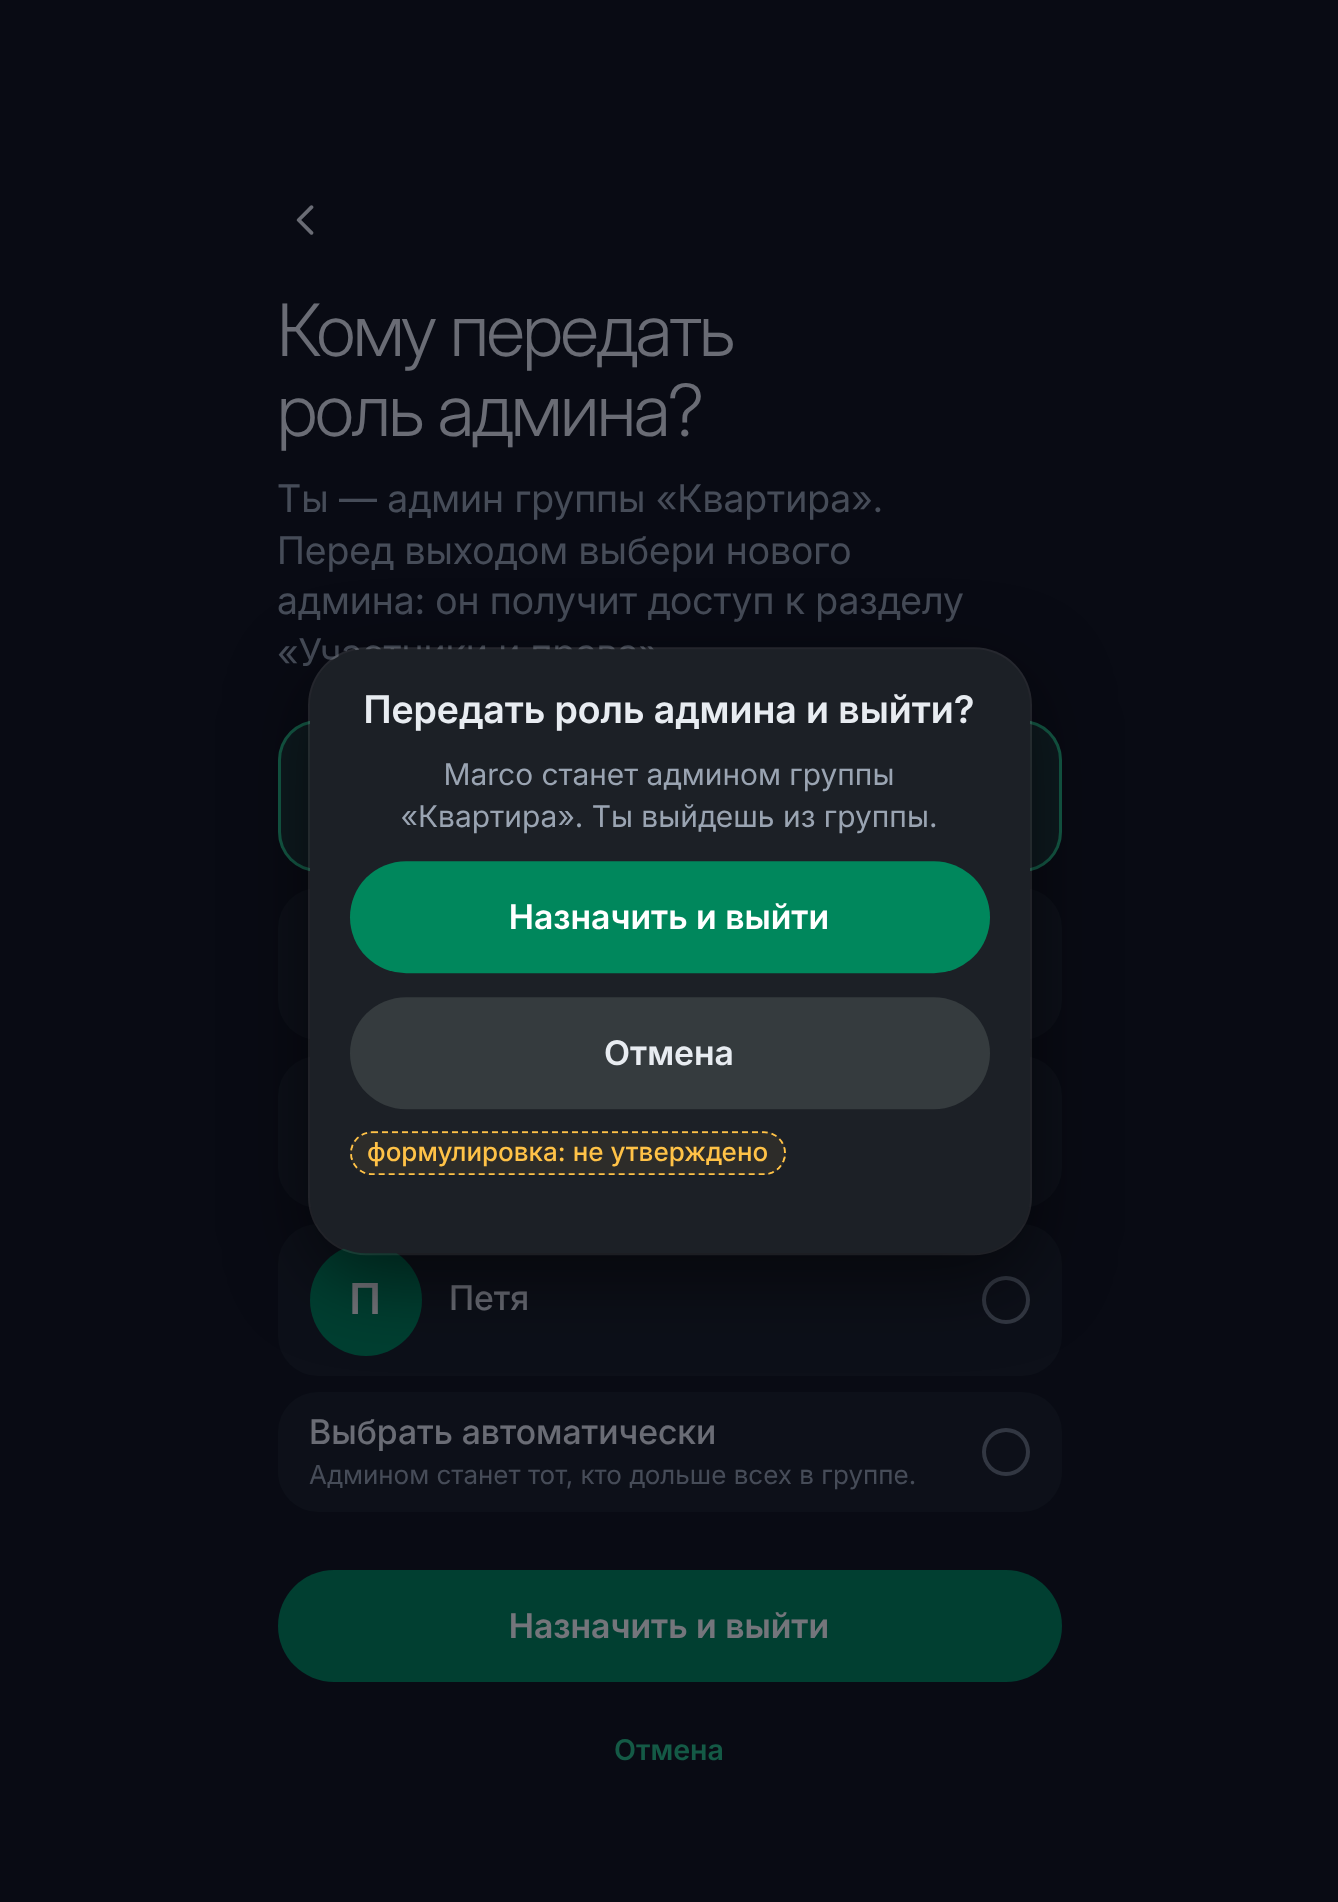 Кому передать
роль админа?
Ты — админ группы «Квартира».
Перед выходом выбери нового
админа: он получит доступ к разделу
«Участники и права».
Передать роль админа и выйти?
Marco станет админом группы
«Квартира». Ты выйдешь из группы.
Назначить и выйти
Отмена
формулировка: не утверждено
П
Петя
Выбрать автоматически
Админом станет тот, кто дольше всех в группе.
Назначить и выйти
Отмена